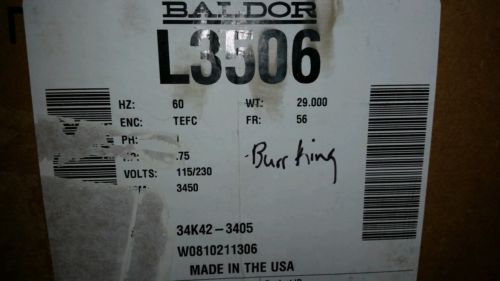 BALDOR
L3506
HZ: 60 WT: 29.000
ENC: TEFC FR: 56
PH: 1
.75
VOLTS: 115/230
3450
Burr King
34K42-3405
W0810211306
MADE IN THE USA